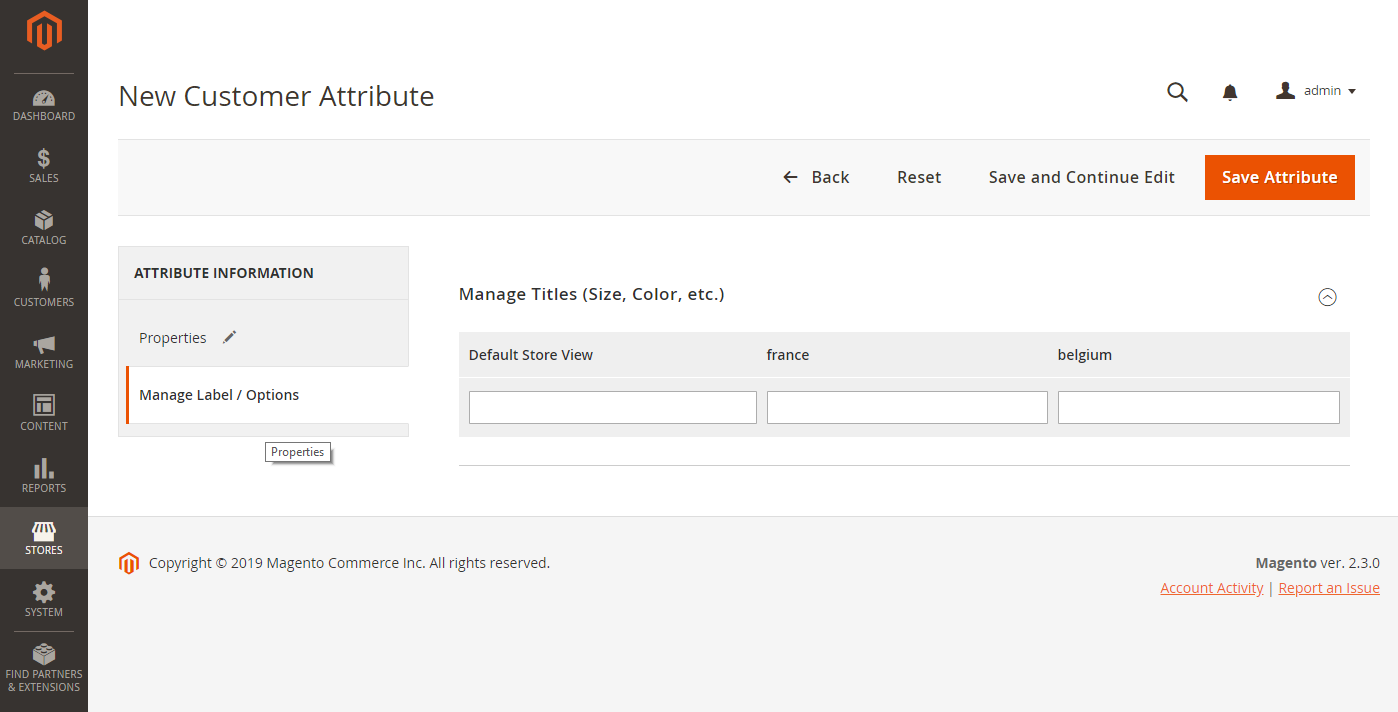 New Customer Attribute
admin
Back
Reset
Save and Continue Edit
Save Attribute
DASHBOARD
SALES
CATALOG
CUSTOMERS
MARKETING
CONTENT
REPORTS
STORES
SYSTEM
FIND PARTNERS
& EXTENSIONS
ATTRIBUTE INFORMATION
Properties
Manage Label / Options
Properties
Manage Titles (Size, Color, etc.)
Default Store View
france
belgium
Copyright © 2019 Magento Commerce Inc. All rights reserved.
Magento ver. 2.3.0
Account Activity | Report an Issue